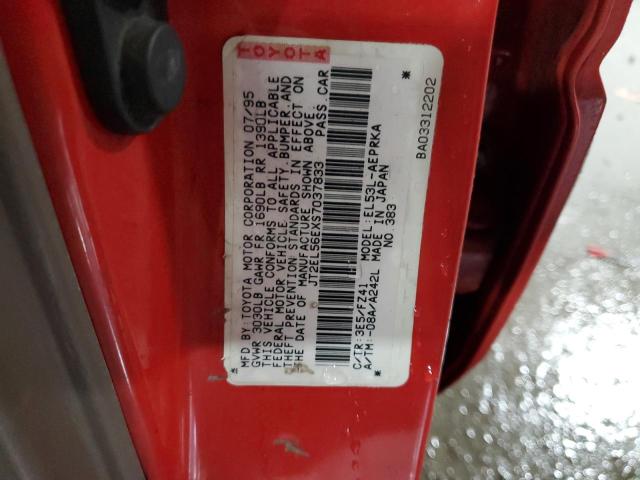 TOYOTA
MFD BY:TOYOTA MOTOR CORPORATION 07/95
GVWR 3030LB GAWR FR 1690LB RR 1390LB
THIS VEHICLE CONFORMS TO ALL APPLICABLE
FEDERAL MOTOR VEHICLE SAFETY,BUMPER,AND
THEFT PREVENTION STANDARDS IN EFFECT ON
THE DATE OF MANUFACTURE SHOWN ABOVE.
JT2EL56EXS7037833 PASS.CAR
C/TR:3E5/FZ41 MODEL:EL53L-AEPRKA
A/TM:-08A/A242L MADE IN JAPAN
NO.383
BA03312202